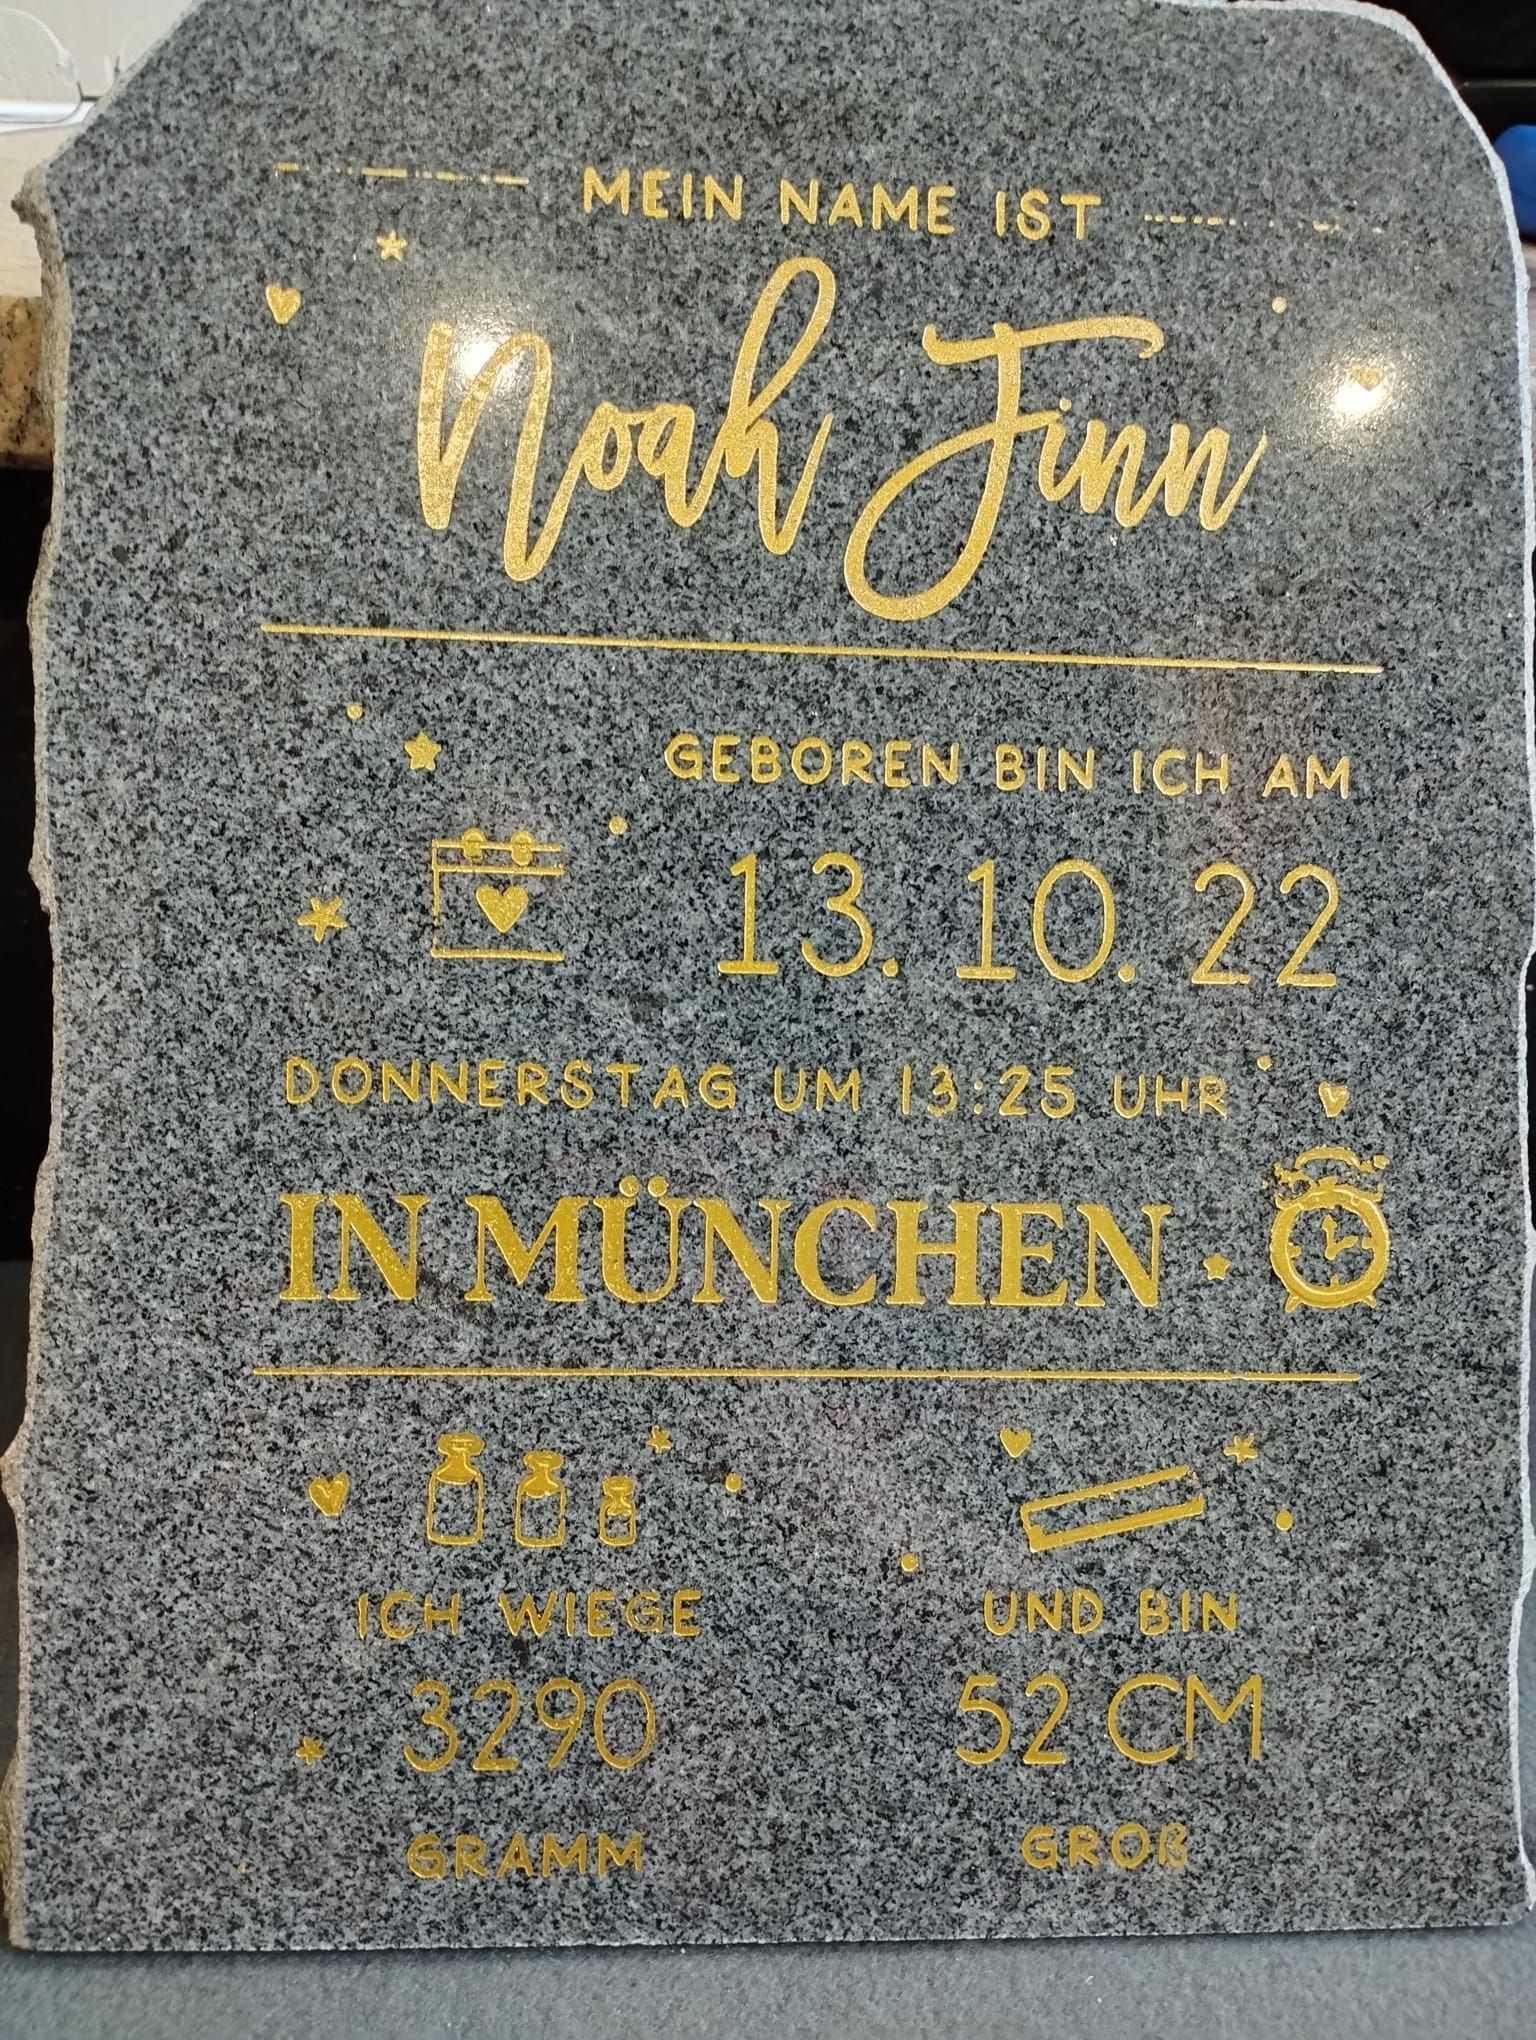 MEIN NAME IST
Noah Finn
GEBOREN BIN ICH AM
13. 10. 22
DONNERSTAG UM 13:25 UHR
IN MÜNCHEN
ICH WIEGE
3290
GRAMM
UND BIN
52 CM
GROß